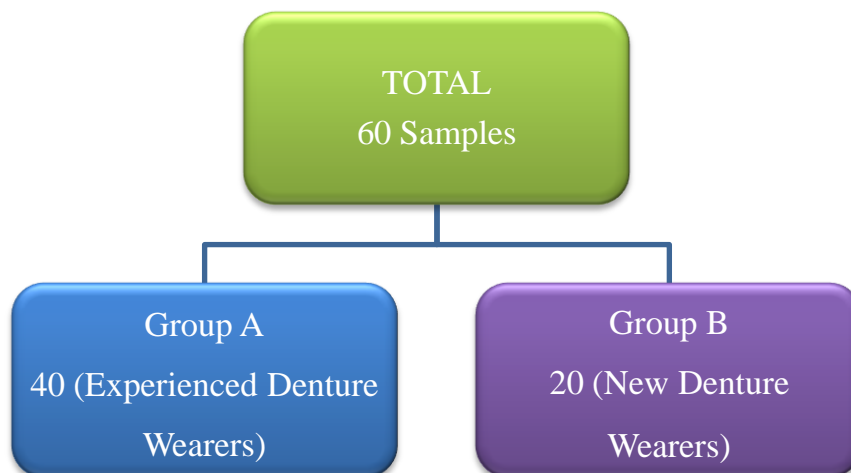 TOTAL
60 Samples
Group A
40 (Experienced Denture
Wearers)
Group B
20 (New Denture
Wearers)